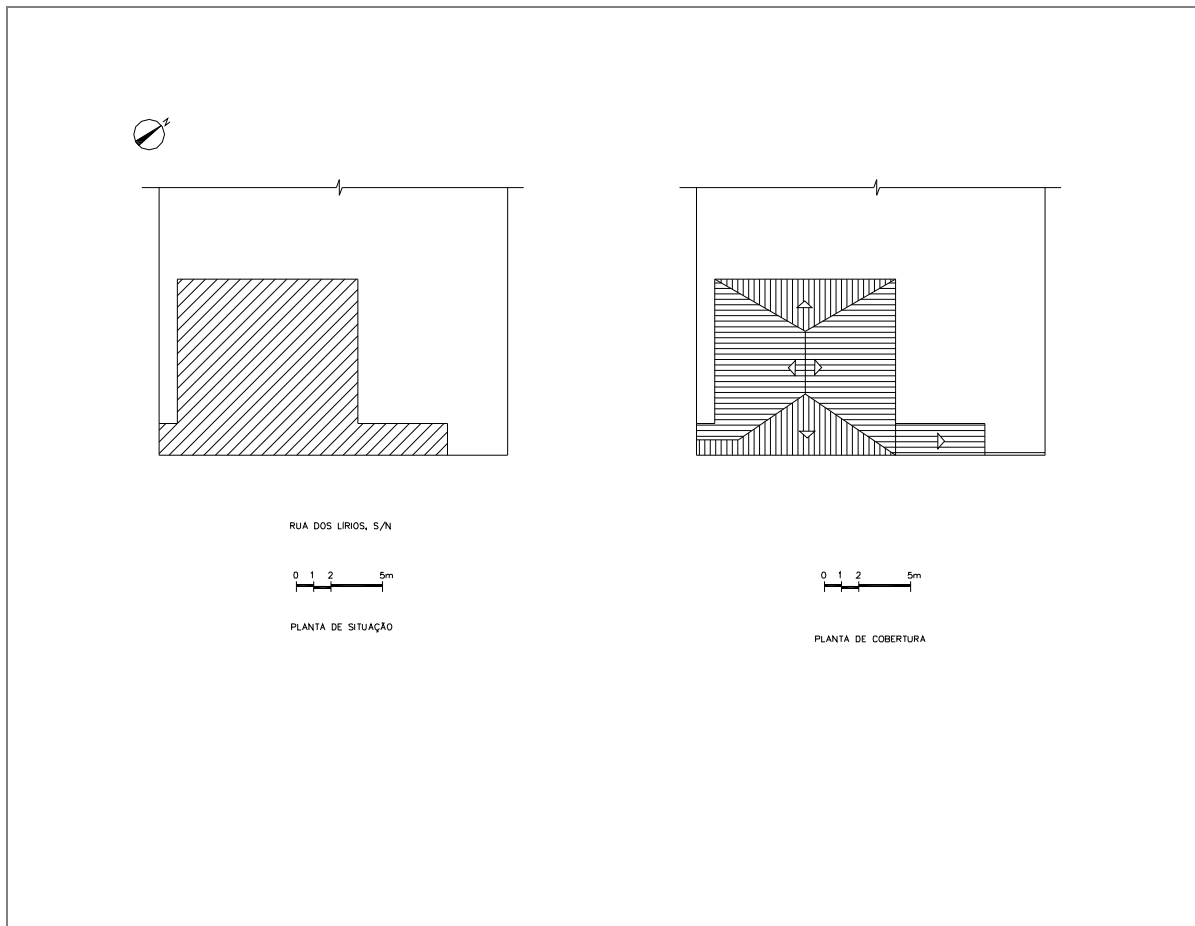 N
RUA DOS LÍRIOS, S/N
0 1 2 5m
PLANTA DE SITUAÇÃO
0 1 2 5m
PLANTA DE COBERTURA